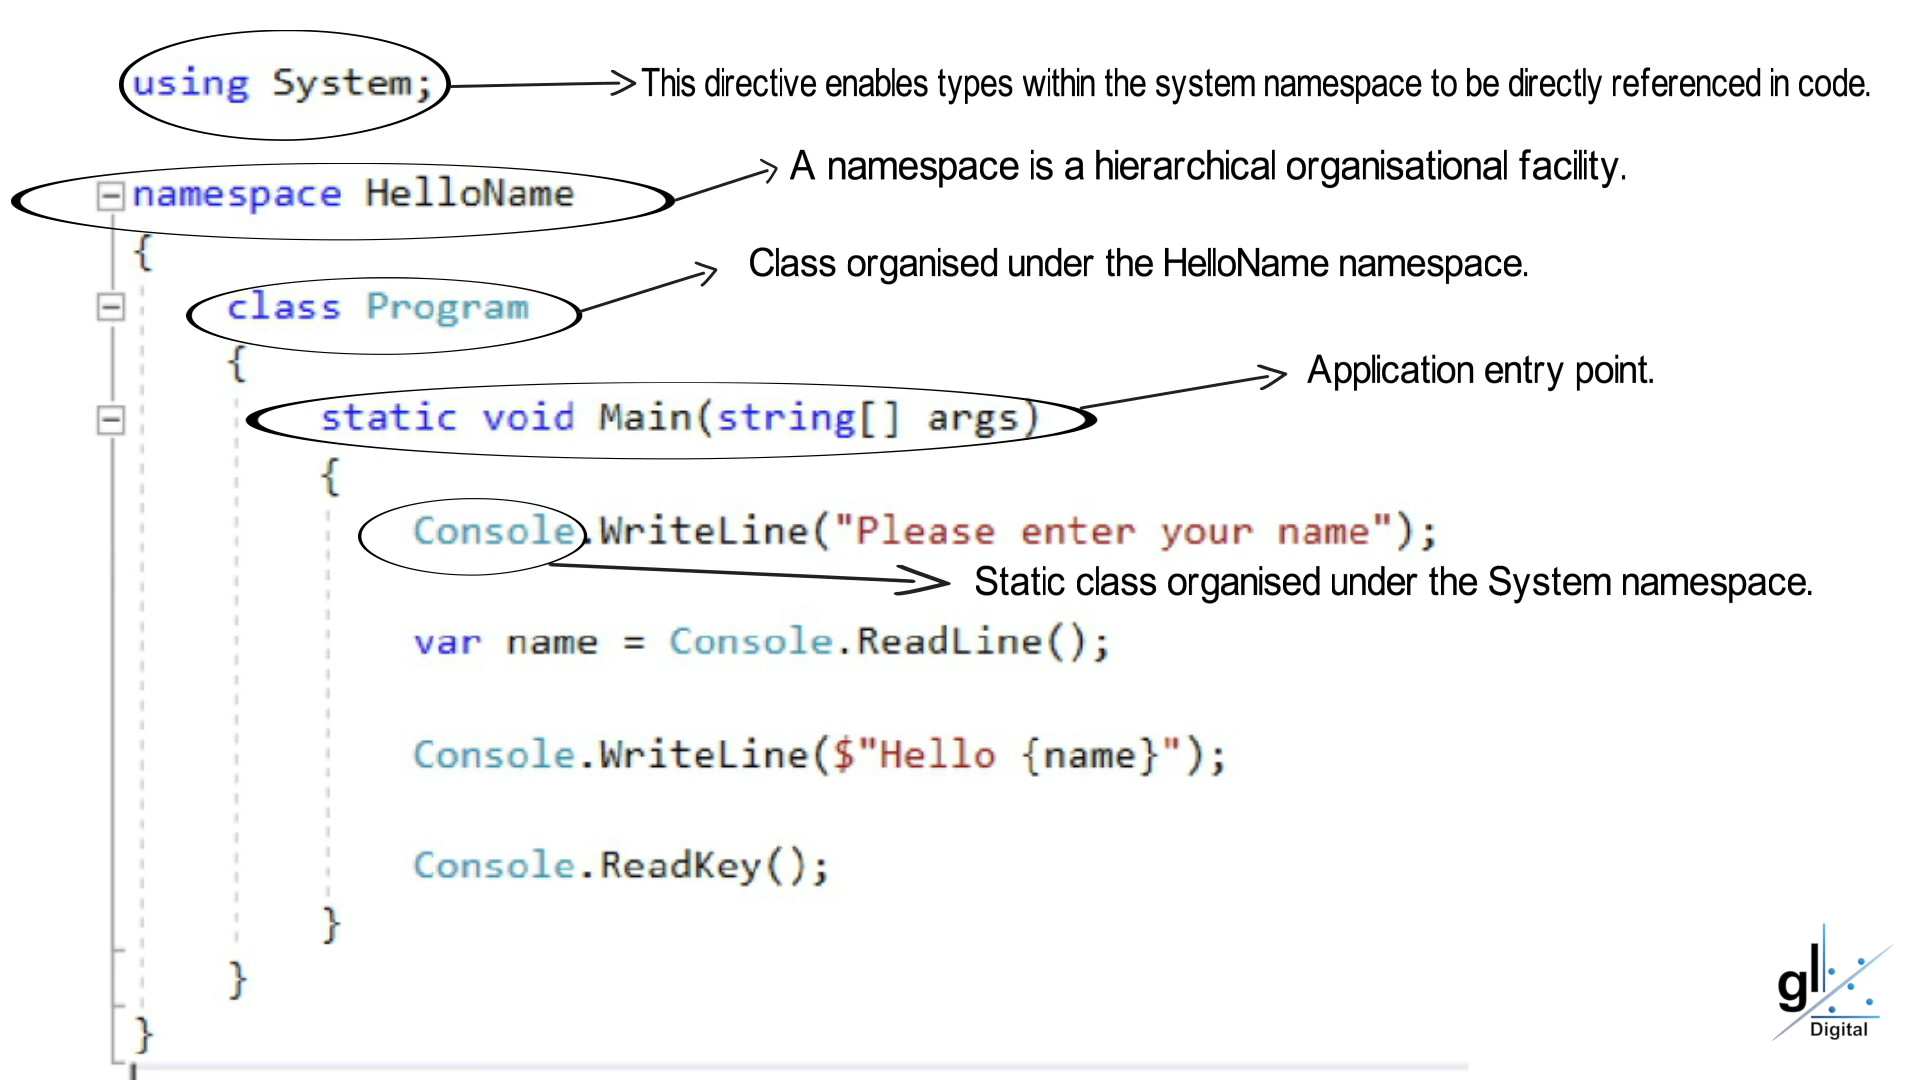 using System;
This directive enables types within the system namespace to be directly referenced in code.
namespace HelloName
A namespace is a hierarchical organisational facility.
{
class Program
Class organised under the HelloName namespace.
{
static void Main(string[] args)
Application entry point.
{
Console.WriteLine("Please enter your name");
Static class organised under the System namespace.
var name = Console.ReadLine();
Console.WriteLine($"Hello {name}");
Console.ReadKey();
}
}
}
gl
Digital